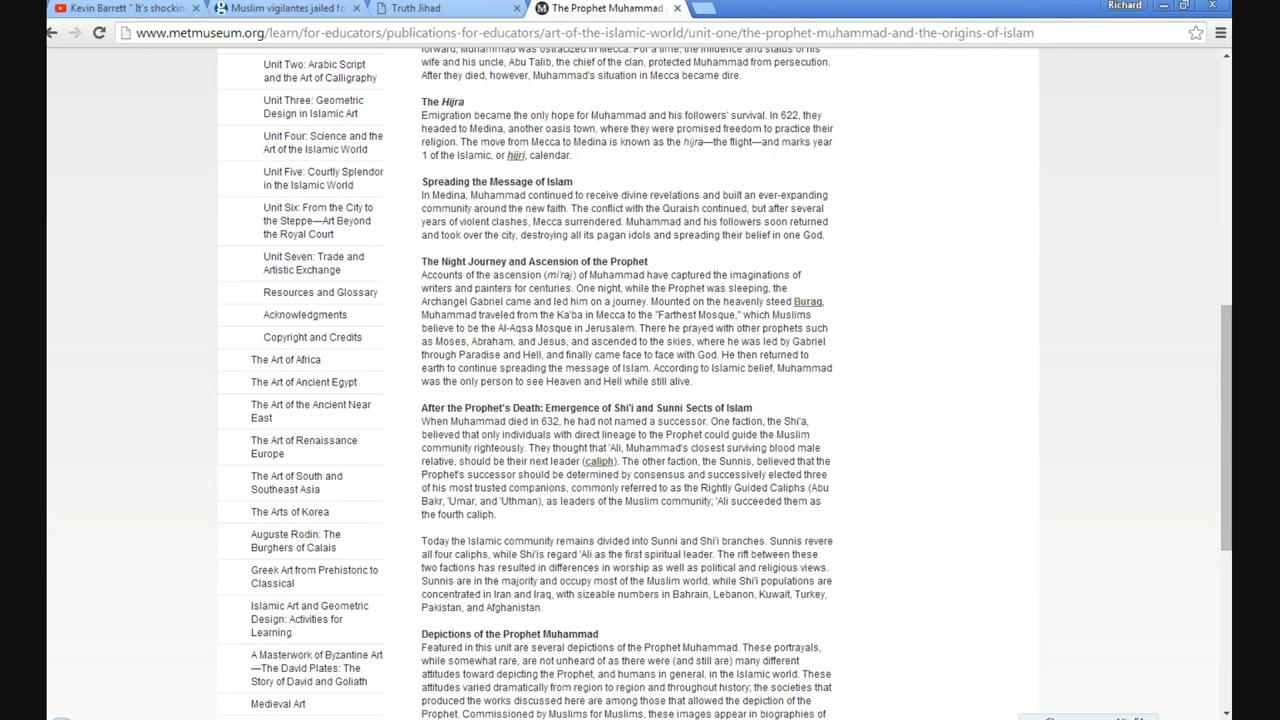 Kevin Barrett " It's shockin
Muslim vigilantes jailed fo
Truth Jihad
The Prophet Muhammad
Richard
www.metmuseum.org/learn/for-educators/publications-for-educators/art-of-the-islamic-world/unit-one/the-prophet-muhammad-and-the-origins-of-islam
Unit Two: Arabic Script
and the Art of Calligraphy
Unit Three: Geometric
Design in Islamic Art
Unit Four: Science and the
Art of the Islamic World
Unit Five: Courtly Splendor
in the Islamic World
Unit Six: From the City to
the Steppe—Art Beyond
the Royal Court
Unit Seven: Trade and
Artistic Exchange
Resources and Glossary
Acknowledgments
Copyright and Credits
The Art of Africa
The Art of Ancient Egypt
The Art of the Ancient Near
East
The Art of Renaissance
Europe
The Art of South and
Southeast Asia
The Arts of Korea
Auguste Rodin: The
Burghers of Calais
Greek Art from Prehistoric to
Classical
Islamic Art and Geometric
Design: Activities for
Learning
A Masterwork of Byzantine Art
—The David Plates: The
Story of David and Goliath
Medieval Art
forward, Muhammad was ostracized in Mecca. For a time, the influence and status of his
wife and his uncle, Abu Talib, the chief of the clan, protected Muhammad from persecution.
After they died, however, Muhammad's situation in Mecca became dire.
The Hijra
Emigration became the only hope for Muhammad and his followers' survival. In 622, they
headed to Medina, another oasis town, where they were promised freedom to practice their
religion. The move from Mecca to Medina is known as the hijra—the flight—and marks year
1 of the Islamic, or hijri, calendar.
Spreading the Message of Islam
In Medina, Muhammad continued to receive divine revelations and built an ever-expanding
community around the new faith. The conflict with the Quraish continued, but after several
years of violent clashes, Mecca surrendered. Muhammad and his followers soon returned
and took over the city, destroying all its pagan idols and spreading their belief in one God.
The Night Journey and Ascension of the Prophet
Accounts of the ascension (mi'raj) of Muhammad have captured the imaginations of
writers and painters for centuries. One night, while the Prophet was sleeping, the
Archangel Gabriel came and led him on a journey. Mounted on the heavenly steed Buraq,
Muhammad traveled from the Ka'ba in Mecca to the "Farthest Mosque," which Muslims
believe to be the Al-Aqsa Mosque in Jerusalem. There he prayed with other prophets such
as Moses, Abraham, and Jesus, and ascended to the skies, where he was led by Gabriel
through Paradise and Hell, and finally came face to face with God. He then returned to
earth to continue spreading the message of Islam. According to Islamic belief, Muhammad
was the only person to see Heaven and Hell while still alive.
After the Prophet's Death: Emergence of Shi'i and Sunni Sects of Islam
When Muhammad died in 632, he had not named a successor. One faction, the Shi'a,
believed that only individuals with direct lineage to the Prophet could guide the Muslim
community righteously. They thought that 'Ali, Muhammad's closest surviving blood male
relative, should be their next leader (caliph). The other faction, the Sunnis, believed that the
Prophet's successor should be determined by consensus and successively elected three
of his most trusted companions, commonly referred to as the Rightly Guided Caliphs (Abu
Bakr, 'Umar, and 'Uthman), as leaders of the Muslim community; 'Ali succeeded them as
the fourth caliph.
Today the Islamic community remains divided into Sunni and Shi'i branches. Sunnis revere
all four caliphs, while Shi'is regard 'Ali as the first spiritual leader. The rift between these
two factions has resulted in differences in worship as well as political and religious views.
Sunnis are in the majority and occupy most of the Muslim world, while Shi'i populations are
concentrated in Iran and Iraq, with sizeable numbers in Bahrain, Lebanon, Kuwait, Turkey,
Pakistan, and Afghanistan.
Depictions of the Prophet Muhammad
Featured in this unit are several depictions of the Prophet Muhammad. These portrayals,
while somewhat rare, are not unheard of as there were (and still are) many different
attitudes toward depicting the Prophet, and humans in general, in the Islamic world. These
attitudes varied dramatically from region to region and throughout history; the societies that
produced the works discussed here are among those that allowed the depiction of the
Prophet. Commissioned by Muslims for Muslims, these images appear in biographies of